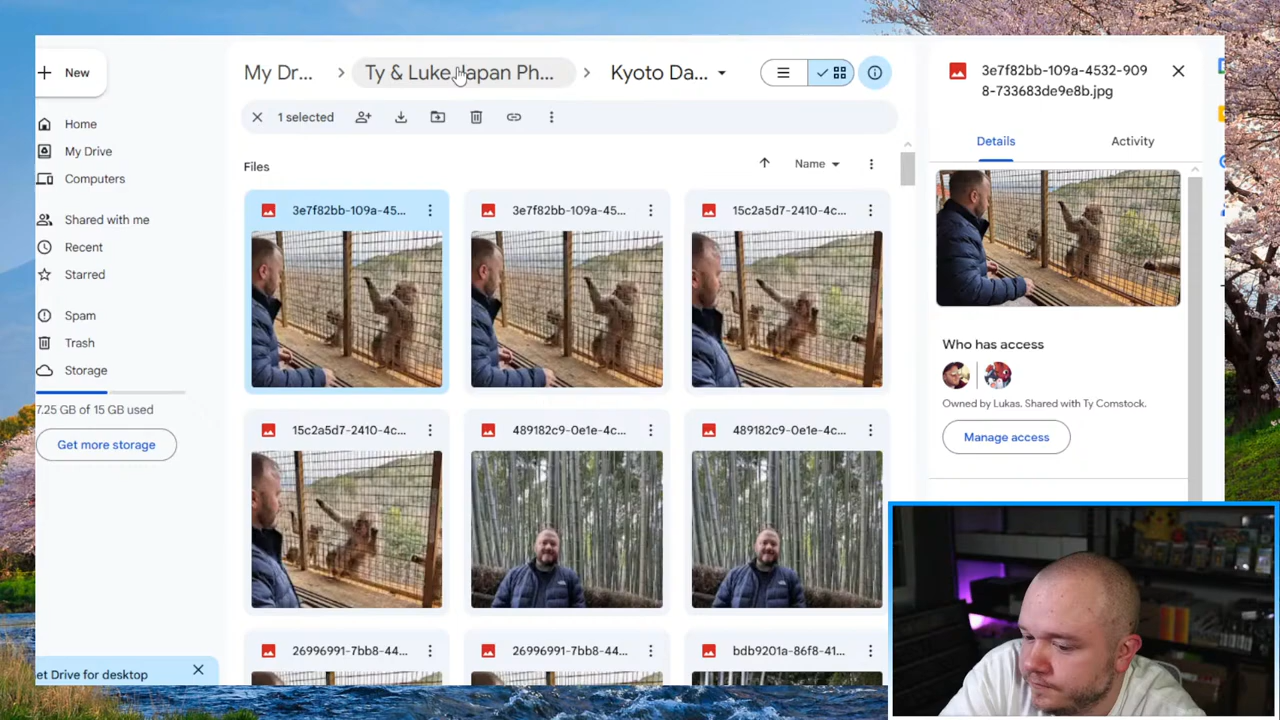 New
Home
My Drive
Computers
Shared with me
Recent
Starred
Spam
Trash
Storage
7.25 GB of 15 GB used
Get more storage
et Drive for desktop
My Dr...
Ty & Luke Japan Ph...
Kyoto Da...
1 selected
Files
Name
3e7f82bb-109a-45...
3e7f82bb-109a-45...
15c2a5d7-2410-4c...
15c2a5d7-2410-4c...
489182c9-0e1e-4c...
489182c9-0e1e-4c...
26996991-7bb8-44...
26996991-7bb8-44...
bdb9201a-86f8-41...
3e7f82bb-109a-4532-909
8-733683de9e8b.jpg
Details
Activity
Who has access
Owned by Lukas. Shared with Ty Comstock.
Manage access